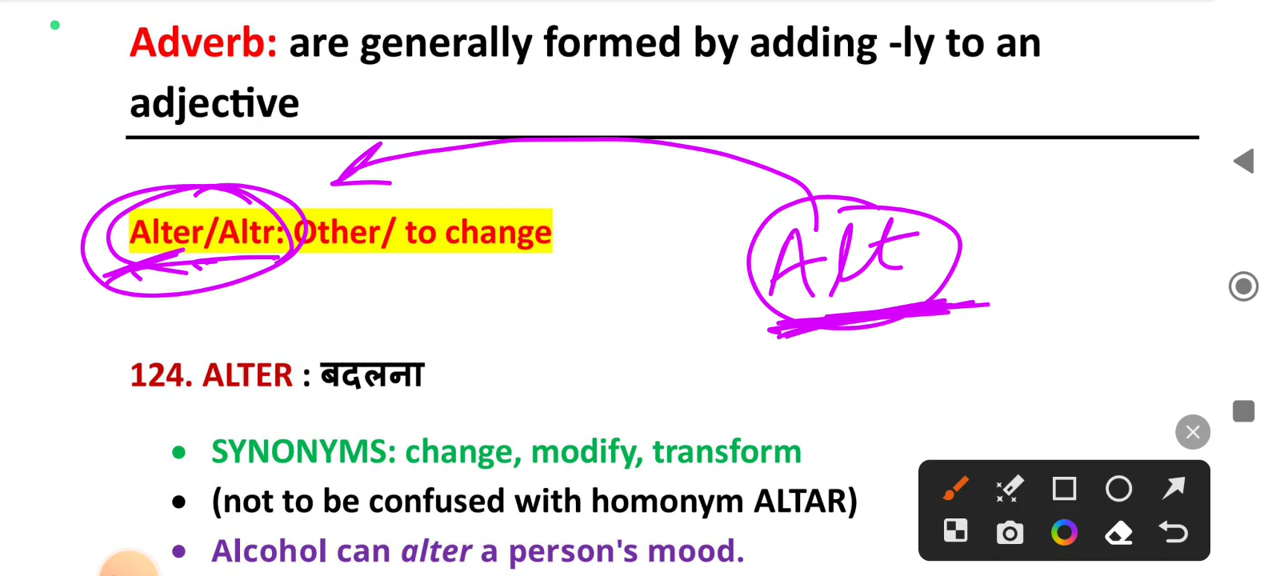 Adverb: are generally formed by adding -ly to an
adjective
Alter/Altr: Other/ to change
Alt
124. ALTER : बदलना
• SYNONYMS: change, modify, transform
• (not to be confused with homonym ALTAR)
• Alcohol can alter a person's mood.